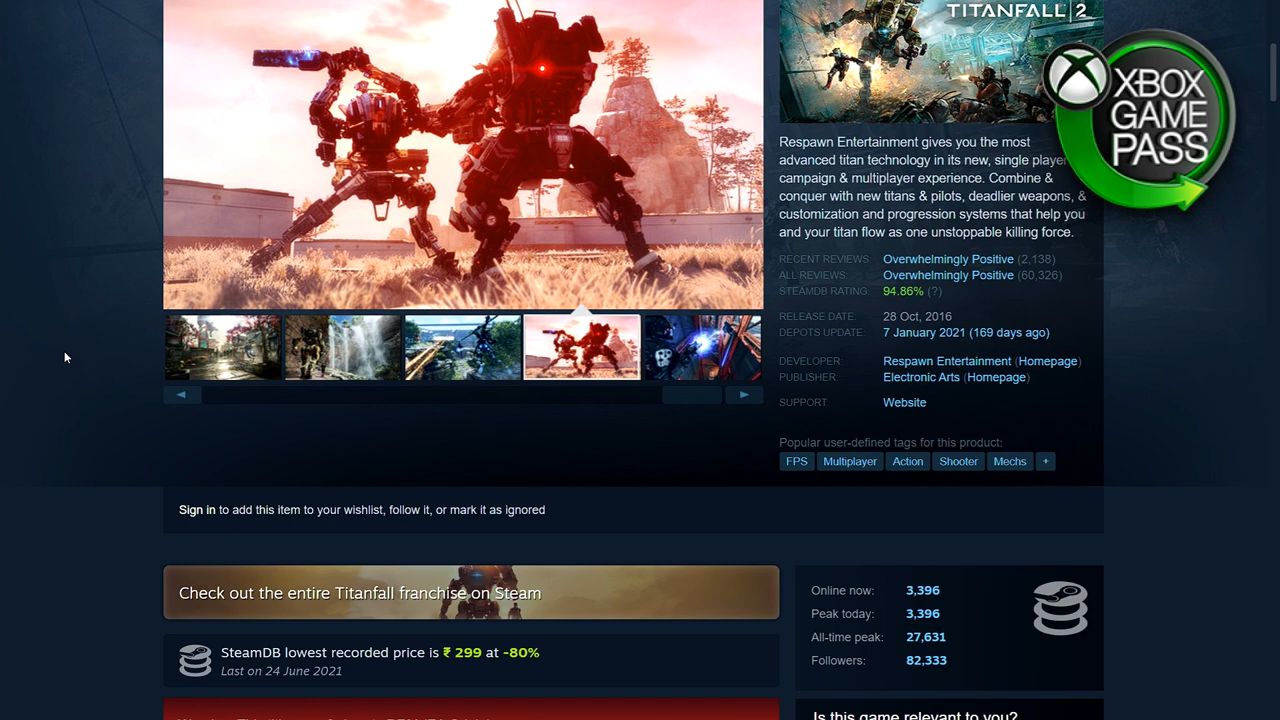 TITANFALL 2
XBOX
GAME
PASS
Respawn Entertainment gives you the most
advanced titan technology in its new, single player
campaign & multiplayer experience. Combine &
conquer with new titans & pilots, deadlier weapons, &
customization and progression systems that help you
and your titan flow as one unstoppable killing force.
RECENT REVIEWS: Overwhelmingly Positive (2,138)
ALL REVIEWS: Overwhelmingly Positive (60,326)
STEAMDB RATING: 94.86% (?)
RELEASE DATE: 28 Oct, 2016
DEPOTS UPDATE: 7 January 2021 (169 days ago)
DEVELOPER: Respawn Entertainment (Homepage)
PUBLISHER: Electronic Arts (Homepage)
SUPPORT: Website
Popular user-defined tags for this product:
FPS Multiplayer Action Shooter Mechs +
Sign in to add this item to your wishlist, follow it, or mark it as ignored
Check out the entire Titanfall franchise on Steam
SteamDB lowest recorded price is ₹ 299 at -80%
Last on 24 June 2021
Online now: 3,396
Peak today: 3,396
All-time peak: 27,631
Followers: 82,333
Is this game relevant to you?